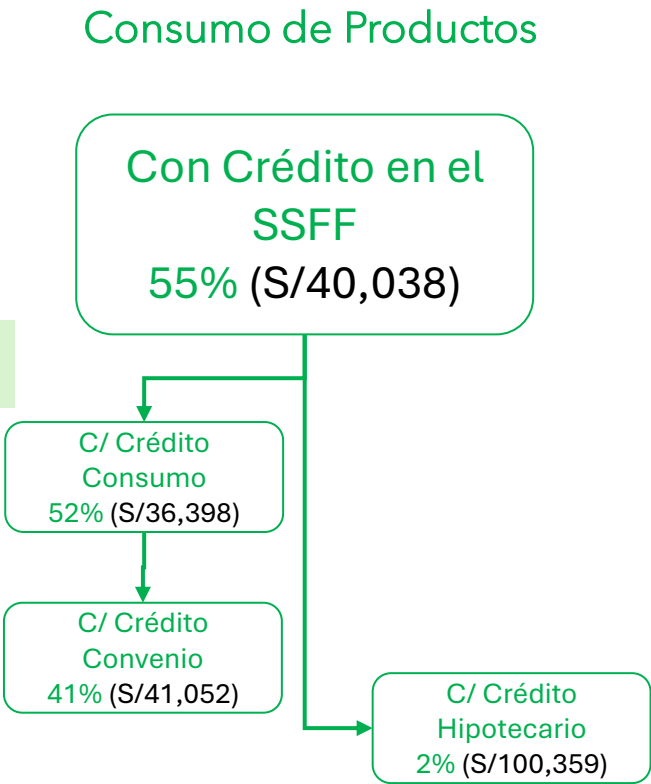 Consumo de Productos
Con Crédito en el
SSFF
55% (S/40,038)
C/ Crédito
Consumo
52% (S/36,398)
C/ Crédito
Convenio
41% (S/41,052)
C/ Crédito
Hipotecario
2% (S/100,359)